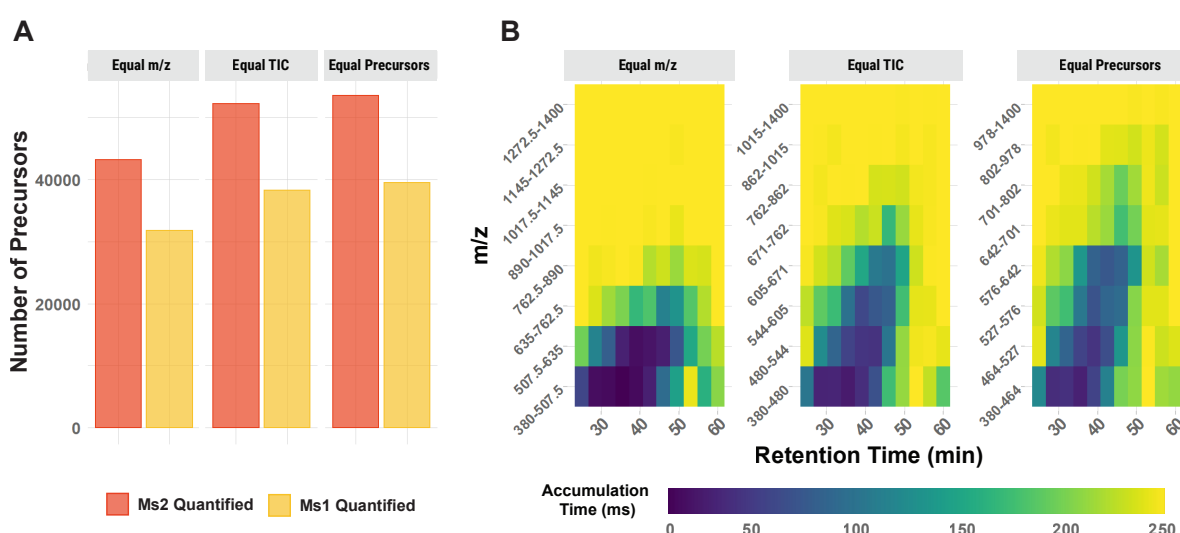 A
B
Equal m/z
Equal TIC
Equal Precursors
Number of Precursors
40000
20000
0
Ms2 Quantified
Ms1 Quantified
Equal m/z
Equal TIC
Equal Precursors
m/z
1272.5-1400
1145-1272.5
1017.5-1145
890-1017.5
762.5-890
635-762.5
507.5-635
380-507.5
1015-1400
862-1015
762-862
671-762
605-671
544-605
480-544
380-480
978-1400
802-978
701-802
642-701
576-642
527-576
464-527
380-464
30 40 50 60
30 40 50 60
30 40 50 60
Retention Time (min)
Accumulation
Time (ms)
0 50 100 150 200 250